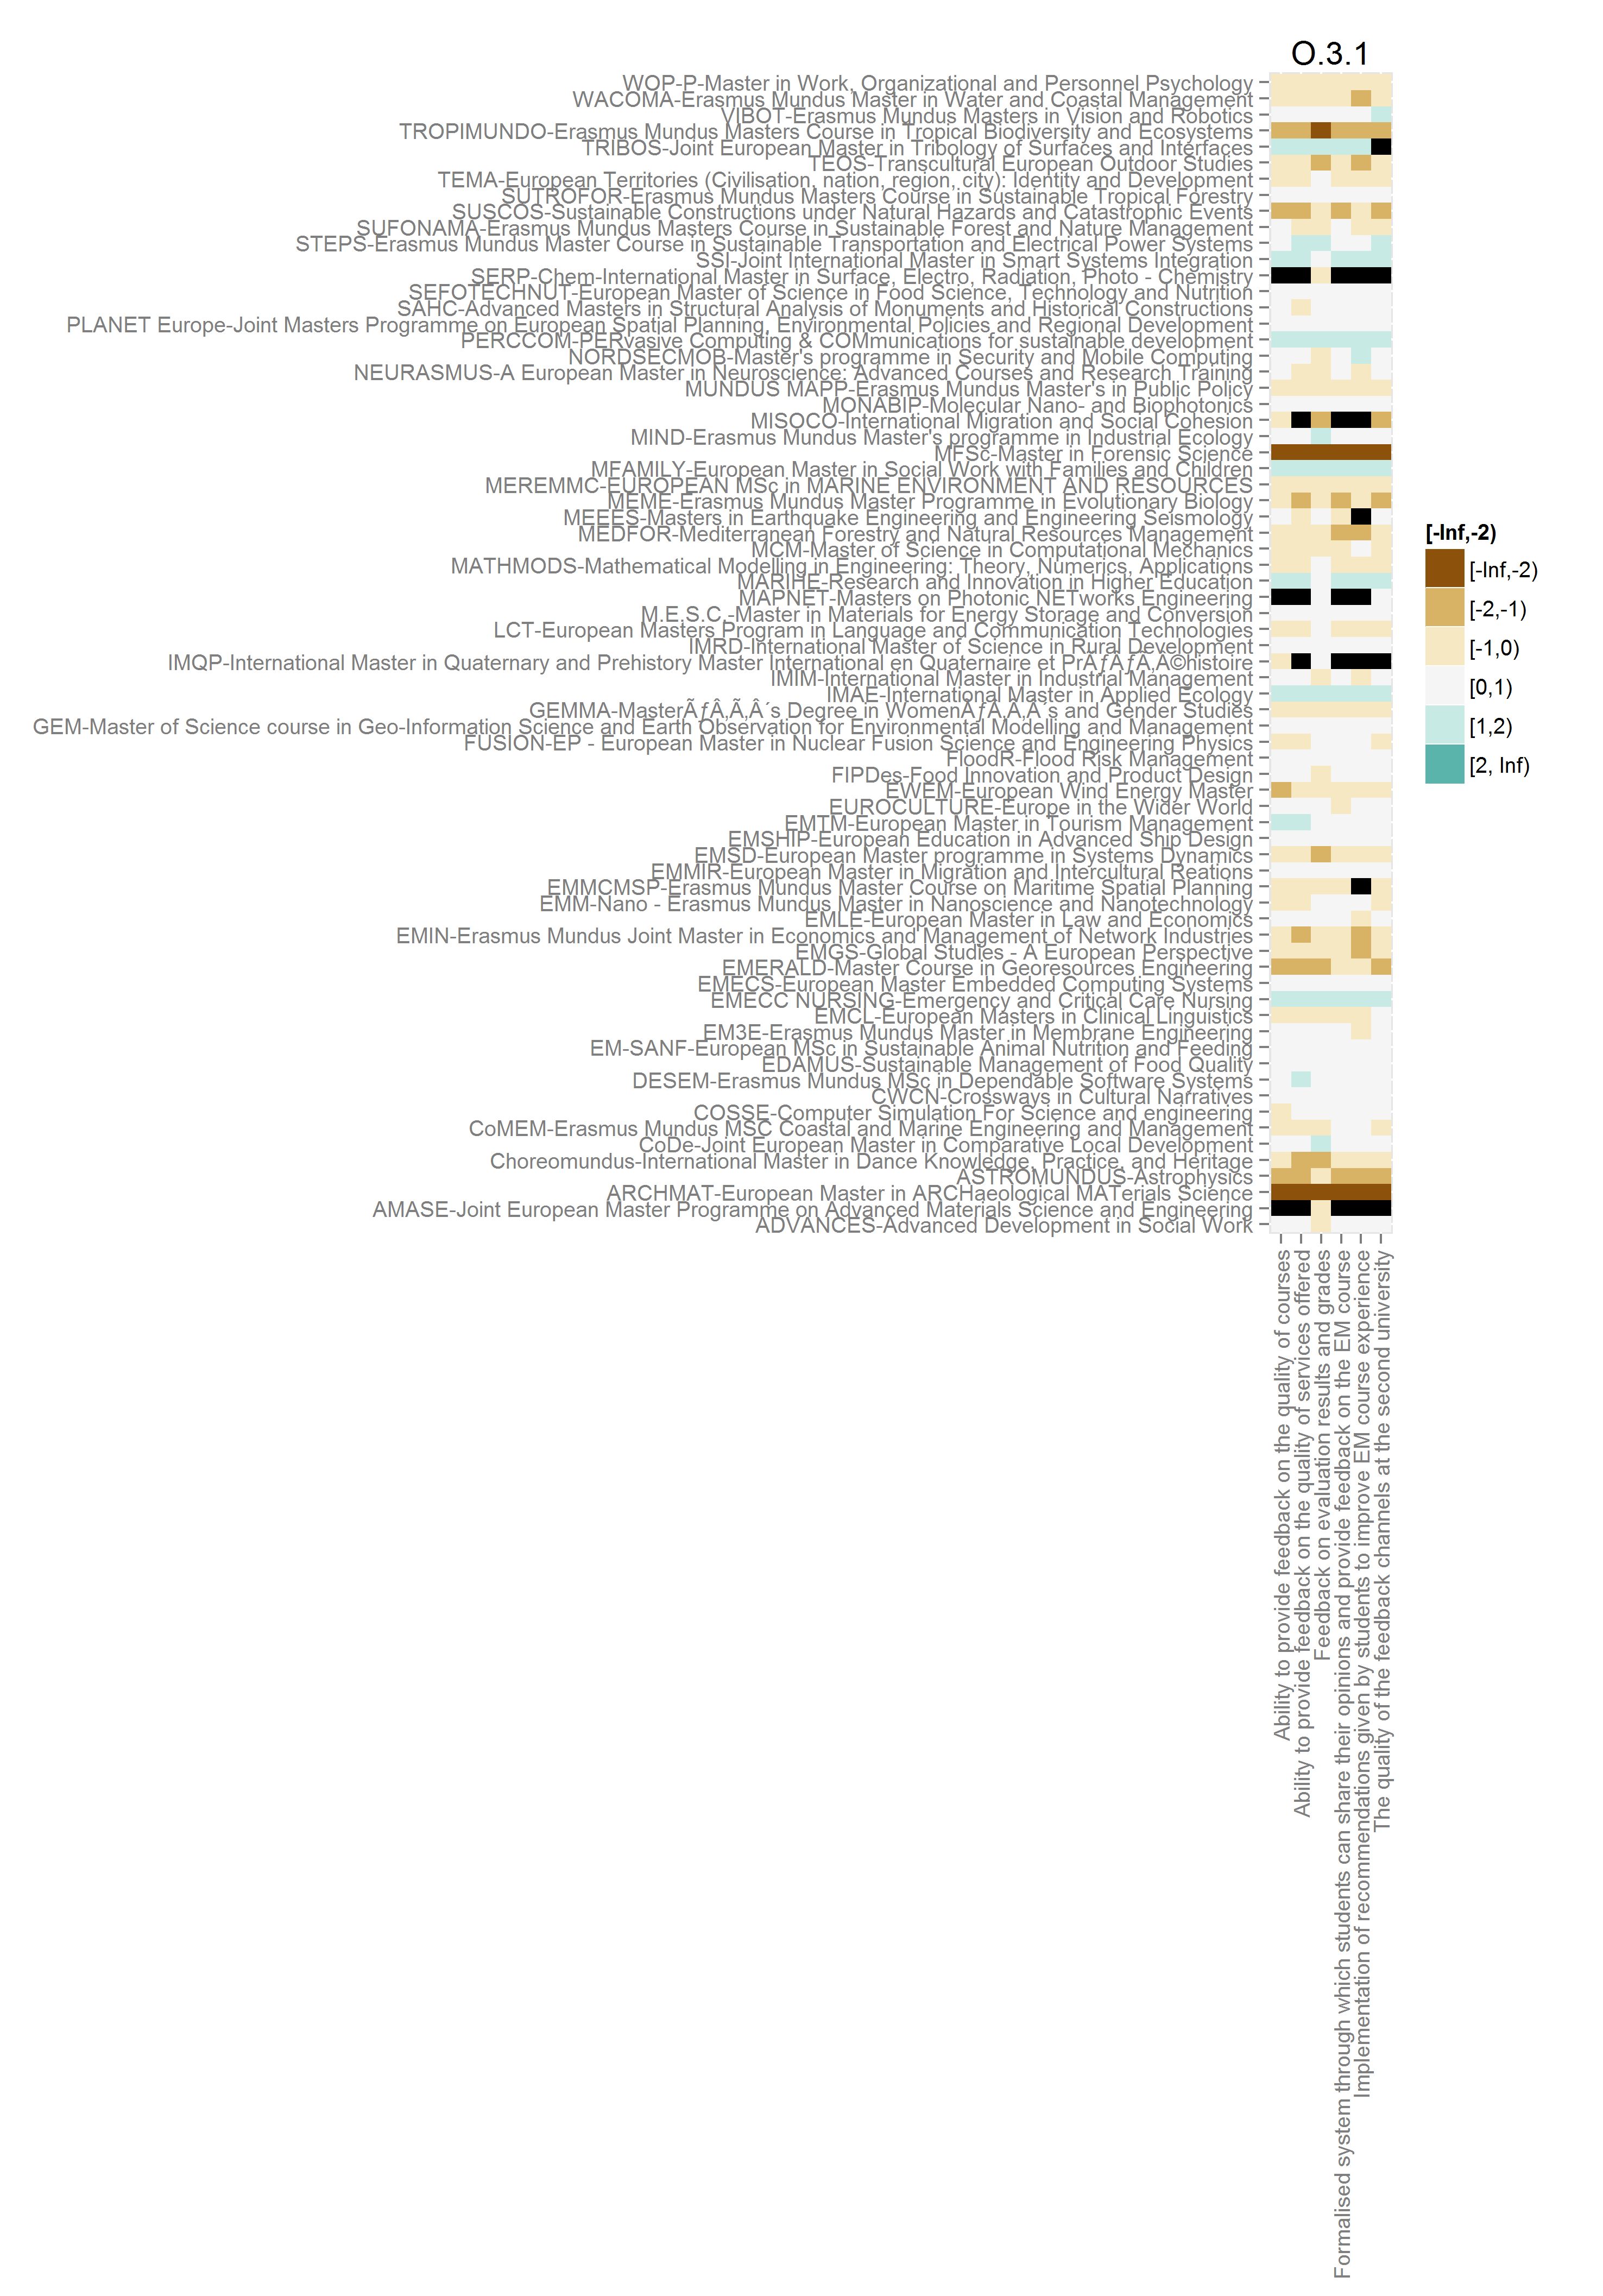 O.3.1
WOP-P-Master in Work, Organizational and Personnel Psychology
WACOMA-Erasmus Mundus Master in Water and Coastal Management
VIBOT-Erasmus Mundus Masters in Vision and Robotics
TROPIMUNDO-Erasmus Mundus Masters Course in Tropical Biodiversity and Ecosystems
TRIBOS-Joint European Master in Tribology of Surfaces and Interfaces
TEOS-Transcultural European Outdoor Studies
TEMA-European Territories (Civilisation, nation, region, city): Identity and Development
SUTROFOR-Erasmus Mundus Masters Course in Sustainable Tropical Forestry
SUSCOS-Sustainable Constructions under Natural Hazards and Catastrophic Events
SUFONAMA-Erasmus Mundus Masters Course in Sustainable Forest and Nature Management
STEPS-Erasmus Mundus Master Course in Sustainable Transportation and Electrical Power Systems
SSI-Joint International Master in Smart Systems Integration
SERP-Chem-International Master in Surface, Electro, Radiation, Photo - Chemistry
SEFOTECHNUT-European Master of Science in Food Science, Technology and Nutrition
SAHC-Advanced Masters in Structural Analysis of Monuments and Historical Constructions
PLANET Europe-Joint Masters Programme on European Spatial Planning, Environmental Policies and Regional Development
PERCCOM-PERvasive Computing & COMmunications for sustainable development
NORDSECMOB-Master's programme in Security and Mobile Computing
NEURASMUS-A European Master in Neuroscience: Advanced Courses and Research Training
MUNDUS MAPP-Erasmus Mundus Master's in Public Policy
MONABIP-Molecular Nano- and Biophotonics
MISOCO-International Migration and Social Cohesion
MIND-Erasmus Mundus Master's programme in Industrial Ecology
MFSc-Master in Forensic Science
MFAMILY-European Master in Social Work with Families and Children
MEREMMC-EUROPEAN MSc in MARINE ENVIRONMENT AND RESOURCES
MEME-Erasmus Mundus Master Programme in Evolutionary Biology
MEEES-Masters in Earthquake Engineering and Engineering Seismology
MEDFOR-Mediterranean Forestry and Natural Resources Management
MCM-Master of Science in Computational Mechanics
MATHMODS-Mathematical Modelling in Engineering: Theory, Numerics, Applications
MARIHE-Research and Innovation in Higher Education
MAPNET-Masters on Photonic NETworks Engineering
M.E.S.C.-Master in Materials for Energy Storage and Conversion
LCT-European Masters Program in Language and Communication Technologies
IMRD-International Master of Science in Rural Development
IMQP-International Master in Quaternary and Prehistory Master International en Quaternaire et PrÃƒÂƒÃ‚Â©histoire
IMIM-International Master in Industrial Management
IMAE-International Master in Applied Ecology
GEMMA-MasterÃƒÂ‚Ã‚Â´s Degree in WomenÃƒÂ‚Ã‚Â´s and Gender Studies
GEM-Master of Science course in Geo-Information Science and Earth Observation for Environmental Modelling and Management
FUSION-EP - European Master in Nuclear Fusion Science and Engineering Physics
FloodR-Flood Risk Management
FIPDes-Food Innovation and Product Design
EWEM-European Wind Energy Master
EUROCULTURE-Europe in the Wider World
EMTM-European Master in Tourism Management
EMSHIP-European Education in Advanced Ship Design
EMSD-European Master programme in Systems Dynamics
EMMIR-European Master in Migration and Intercultural Reations
EMMCMSP-Erasmus Mundus Master Course on Maritime Spatial Planning
EMM-Nano - Erasmus Mundus Master in Nanoscience and Nanotechnology
EMLE-European Master in Law and Economics
EMIN-Erasmus Mundus Joint Master in Economics and Management of Network Industries
EMGS-Global Studies - A European Perspective
EMERALD-Master Course in Georesources Engineering
EMECS-European Master Embedded Computing Systems
EMECC NURSING-Emergency and Critical Care Nursing
EMCL-European Masters in Clinical Linguistics
EM3E-Erasmus Mundus Master in Membrane Engineering
EM-SANF-European MSc in Sustainable Animal Nutrition and Feeding
EDAMUS-Sustainable Management of Food Quality
DESEM-Erasmus Mundus MSc in Dependable Software Systems
CWCN-Crossways in Cultural Narratives
COSSE-Computer Simulation For Science and engineering
CoMEM-Erasmus Mundus MSC Coastal and Marine Engineering and Management
CoDe-Joint European Master in Comparative Local Development
Choreomundus-International Master in Dance Knowledge, Practice, and Heritage
ASTROMUNDUS-Astrophysics
ARCHMAT-European Master in ARCHaeological MATerials Science
AMASE-Joint European Master Programme on Advanced Materials Science and Engineering
ADVANCES-Advanced Development in Social Work
Ability to provide feedback on the quality of courses
Ability to provide feedback on the quality of services offered
Feedback on evaluation results and grades
Formalised system through which students can share their opinions and provide feedback on the EM course
Implementation of recommendations given by students to improve EM course experience
The quality of the feedback channels at the second university
[-Inf,-2)
[-Inf,-2)
[-2,-1)
[-1,0)
[0,1)
[1,2)
[2, Inf)